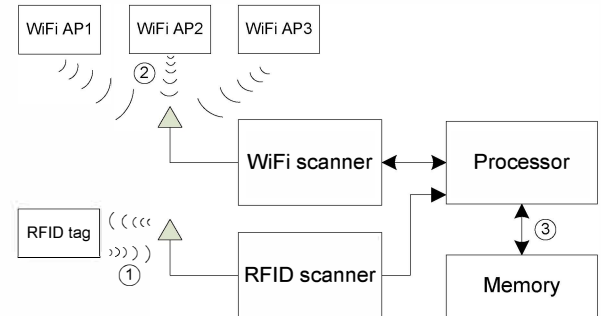 WiFi AP1
WiFi AP2
WiFi AP3
2
WiFi scanner
Processor
RFID tag
3
1
RFID scanner
Memory